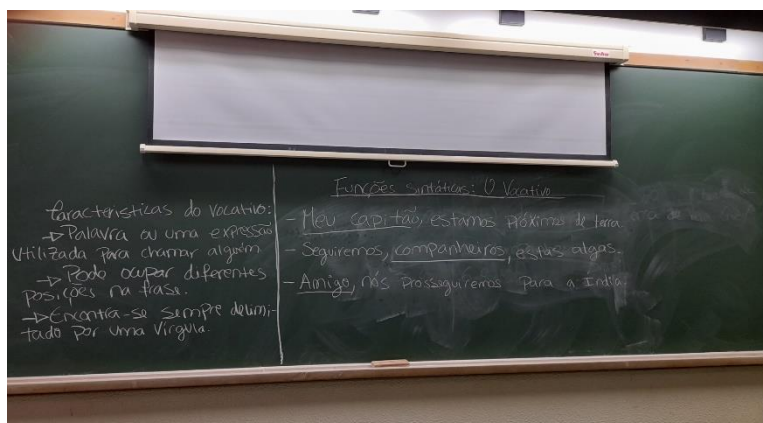 Características do vocativo:
-> Palavra ou uma expressão
utilizada para chamar alguém
-> Pode ocupar diferentes
posições na frase.
-> Encontra-se sempre delimi-
tado por uma vírgula.
Funções sintáticas: O Vocativo
- Meu capitão, estamos próximo de terra.
- Seguiremos, companheiros, estas algas.
- Amigo, nós prosseguiremos para a Índia.